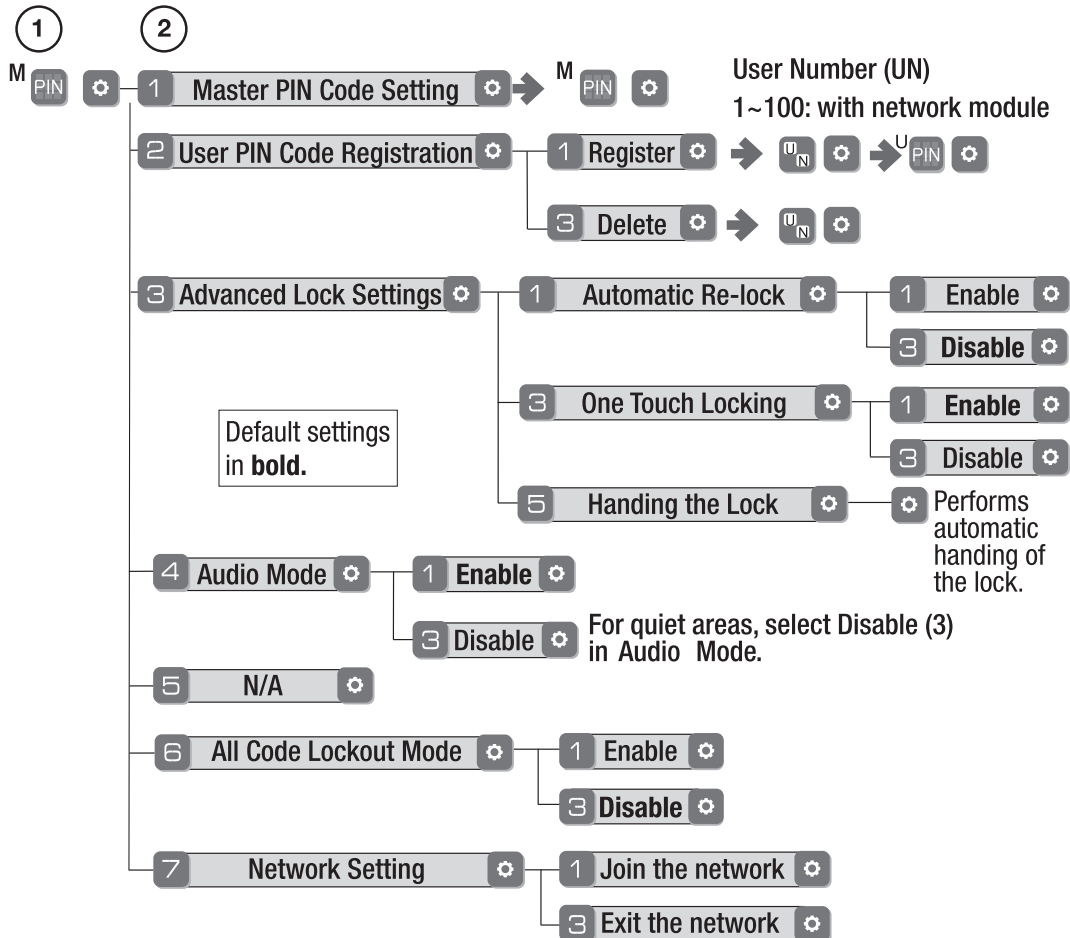 1 2
M PIN 1 Master PIN Code Setting M PIN
User Number (UN)
1~100: with network module
2 User PIN Code Registration 1 Register UN U PIN
3 Delete UN
3 Advanced Lock Settings 1 Automatic Re-lock 1 Enable
3 Disable
3 One Touch Locking 1 Enable
3 Disable
Default settings
in bold.
5 Handing the Lock Performs
automatic
handing of
the lock.
4 Audio Mode 1 Enable
3 Disable For quiet areas, select Disable (3)
in Audio Mode.
5 N/A
6 All Code Lockout Mode 1 Enable
3 Disable
7 Network Setting 1 Join the network
3 Exit the network